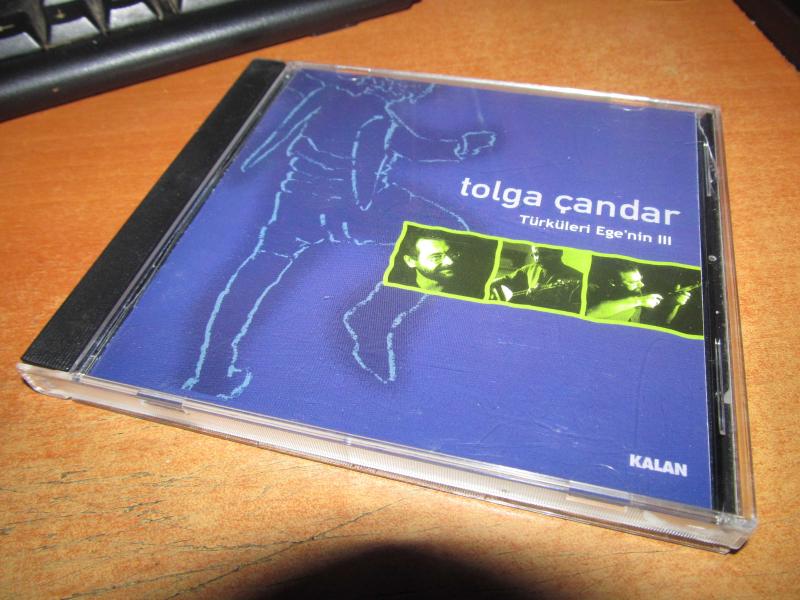 tolga çandar
Türküleri Ege'nin III
KALAN